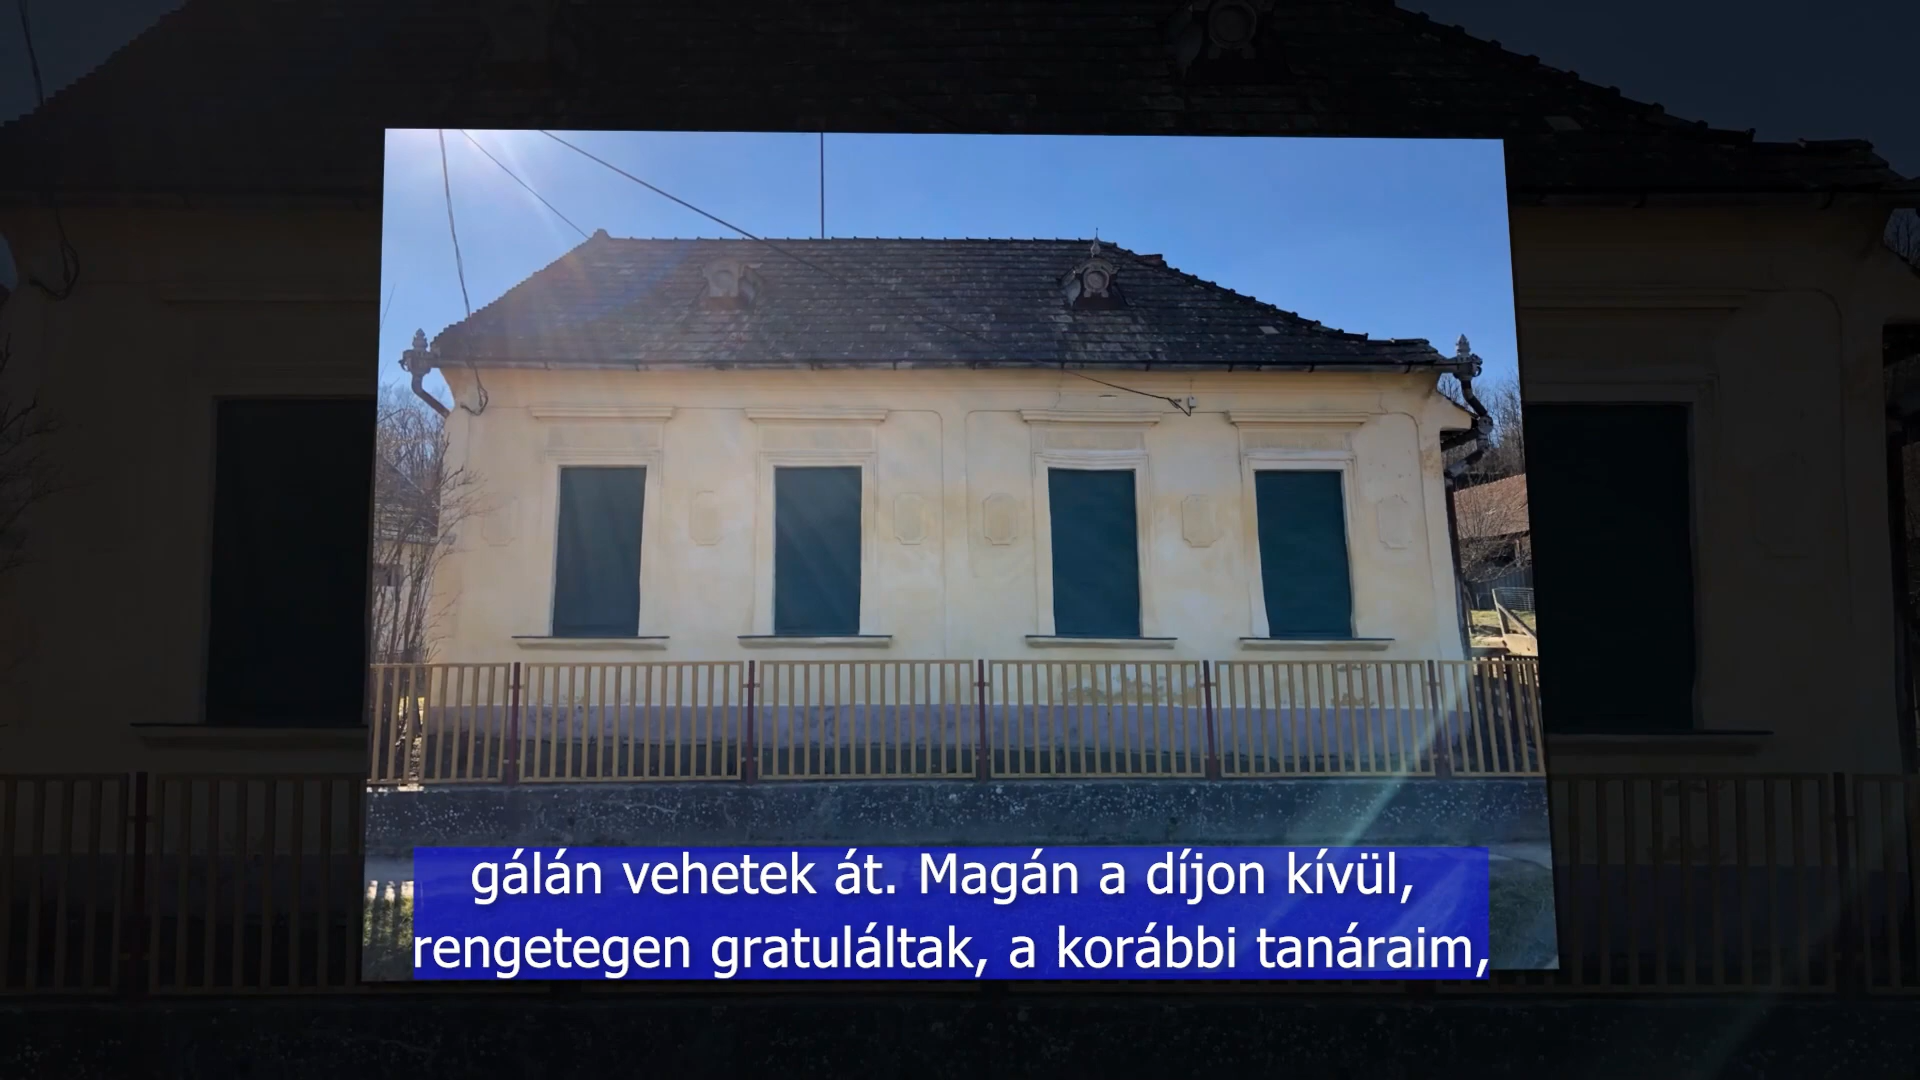 gálán vehetek át. Magán a díjon kívül,
rengetegen gratuláltak, a korábbi tanáraim,